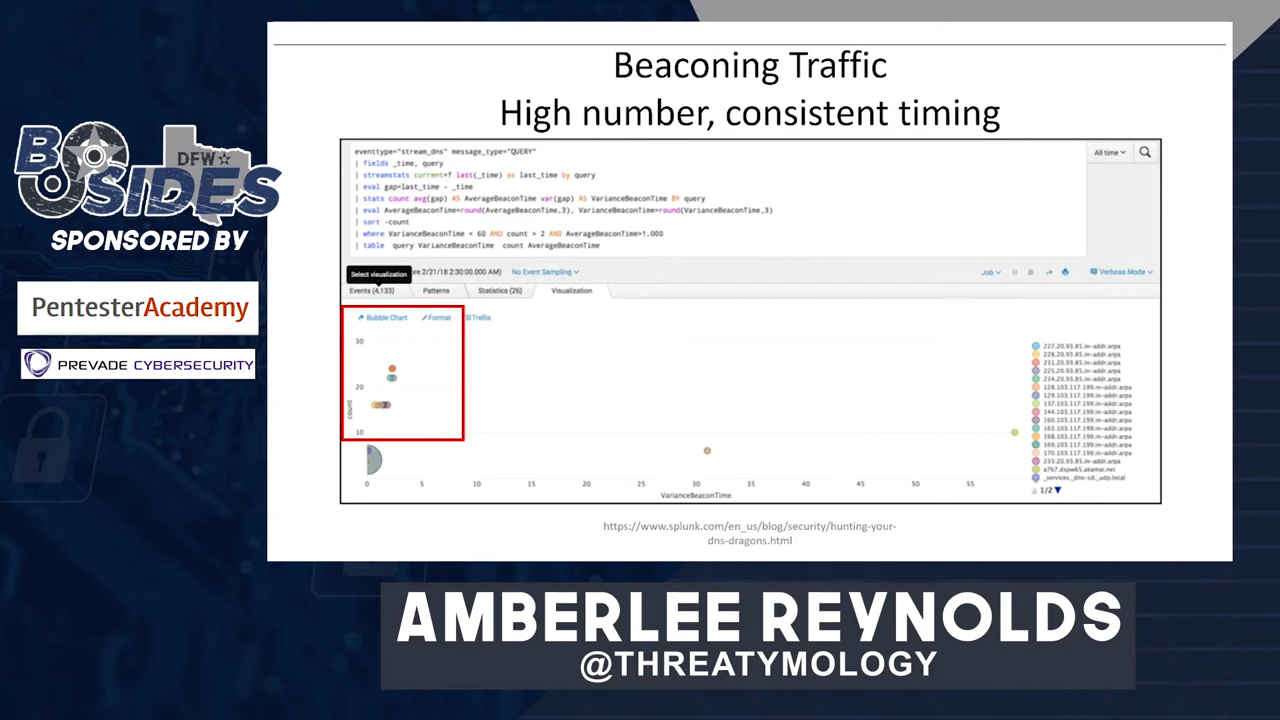 Beaconing Traffic
High number, consistent timing
BSIDES
DFW
SPONSORED BY
PentesterAcademy
PREVADE CYBERSECURITY
eventtype="stream_dns" message_type="QUERY"
| fields _time, query
| streamstats current=f last(_time) as last_time by query
| eval gap=last_time - _time
| stats count avg(gap) AS AverageBeaconTime var(gap) AS VarianceBeaconTime BY query
| eval AverageBeaconTime=round(AverageBeaconTime,3), VarianceBeaconTime=round(VarianceBeaconTime,3)
| sort -count
| where VarianceBeaconTime < 60 AND count > 2 AND AverageBeaconTime>1.000
| table query VarianceBeaconTime count AverageBeaconTime
All time
Select visualization
ore 2/21/18 2:30:00.000 AM) No Event Sampling
Job
Verbose Mode
Events (4,133) Patterns Statistics (26) Visualization
Bubble Chart Format Trellis
30
20
10
count
0 5 10 15 20 25 30 35 40 45 50 55
VarianceBeaconTime
227.20.93.85.in-addr.arpa
228.20.93.85.in-addr.arpa
231.20.93.85.in-addr.arpa
225.20.93.85.in-addr.arpa
234.20.93.85.in-addr.arpa
128.103.117.199.in-addr.arpa
129.103.117.199.in-addr.arpa
137.103.117.199.in-addr.arpa
144.103.117.199.in-addr.arpa
160.103.117.199.in-addr.arpa
163.103.117.199.in-addr.arpa
168.103.117.199.in-addr.arpa
169.103.117.199.in-addr.arpa
170.103.117.199.in-addr.arpa
233.20.93.85.in-addr.arpa
a767.dspw65.akamai.net
_services._dns-sd._udp.local
1/2
https://www.splunk.com/en_us/blog/security/hunting-your-
dns-dragons.html
AMBERLEE REYNOLDS
@THREATYMOLOGY